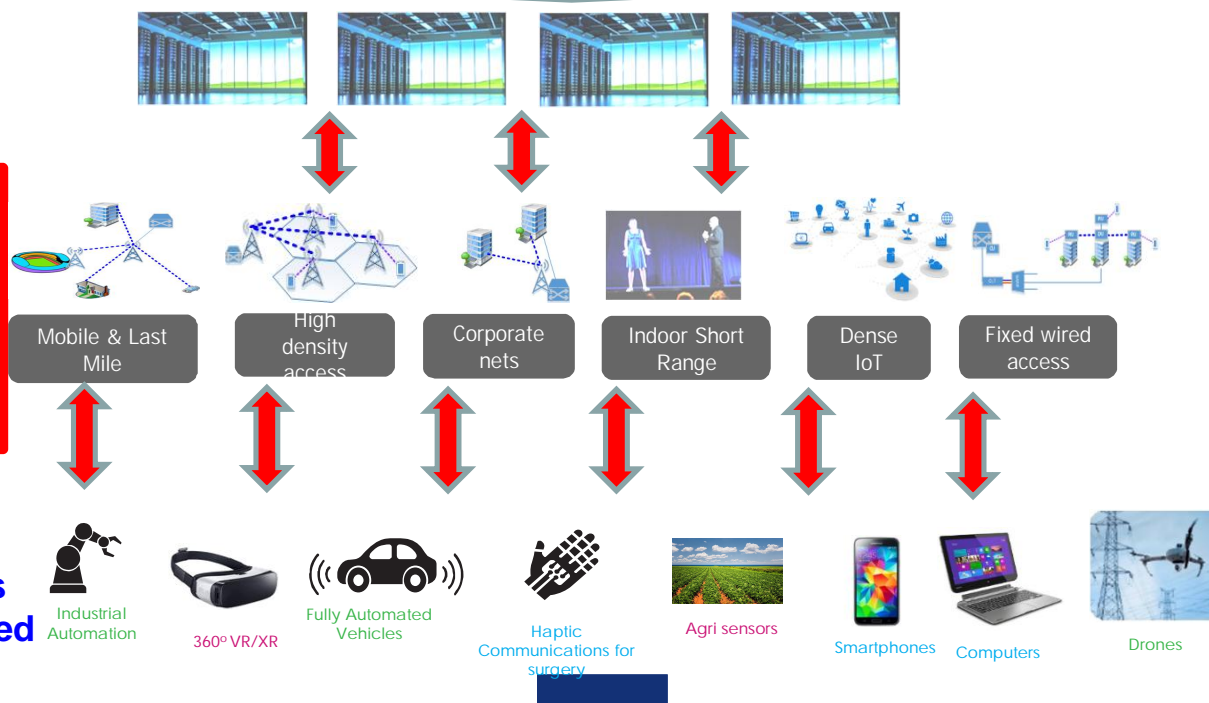 Mobile & Last
Mile
High
density
access
Corporate
nets
Indoor Short
Range
Dense
IoT
Fixed wired
access
Industrial
Automation
360º VR/XR
Fully Automated
Vehicles
Haptic
Communications for
surgery
Agri sensors
Smartphones
Computers
Drones
s
ed